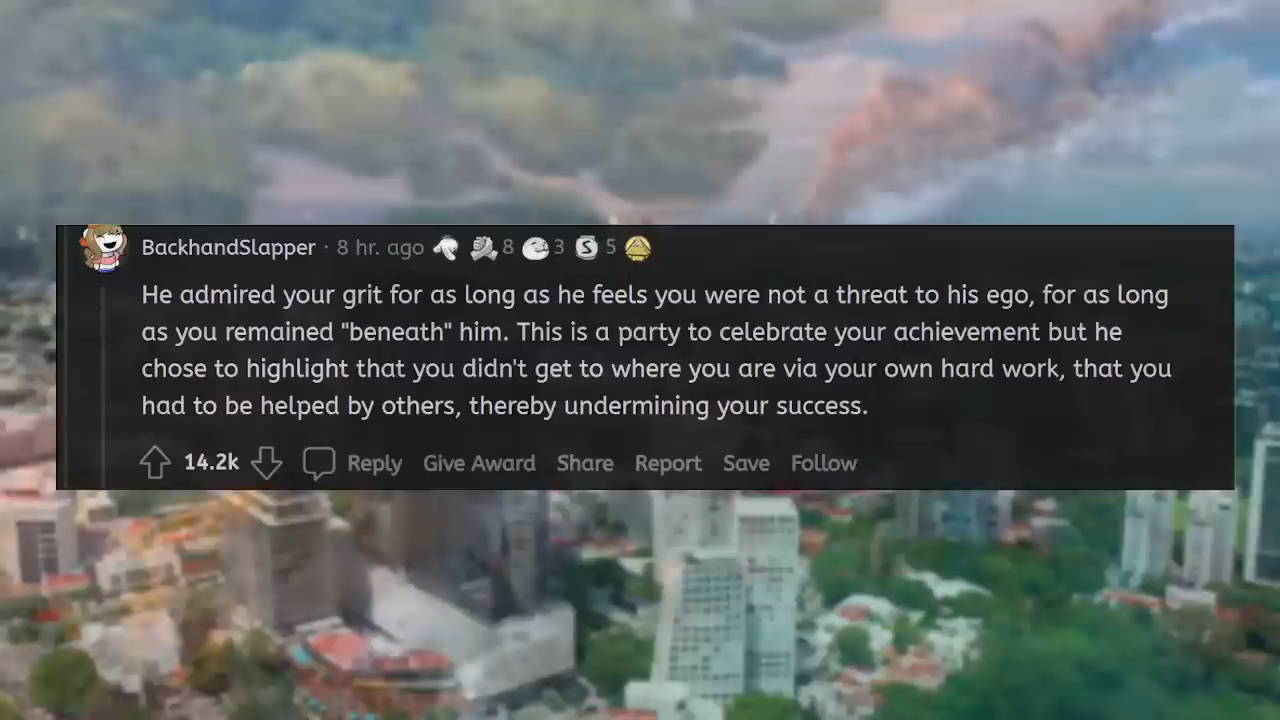 BackhandSlapper · 8 hr. ago 8 3 S 5
He admired your grit for as long as he feels you were not a threat to his ego, for as long
as you remained "beneath" him. This is a party to celebrate your achievement but he
chose to highlight that you didn't get to where you are via your own hard work, that you
had to be helped by others, thereby undermining your success.
14.2k Reply Give Award Share Report Save Follow